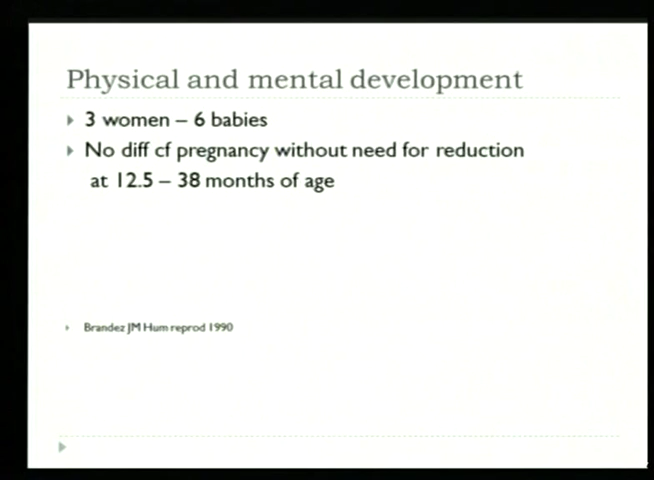 Physical and mental development
3 women – 6 babies
No diff cf pregnancy without need for reduction
at 12.5 – 38 months of age
Brandez JM Hum reprod 1990